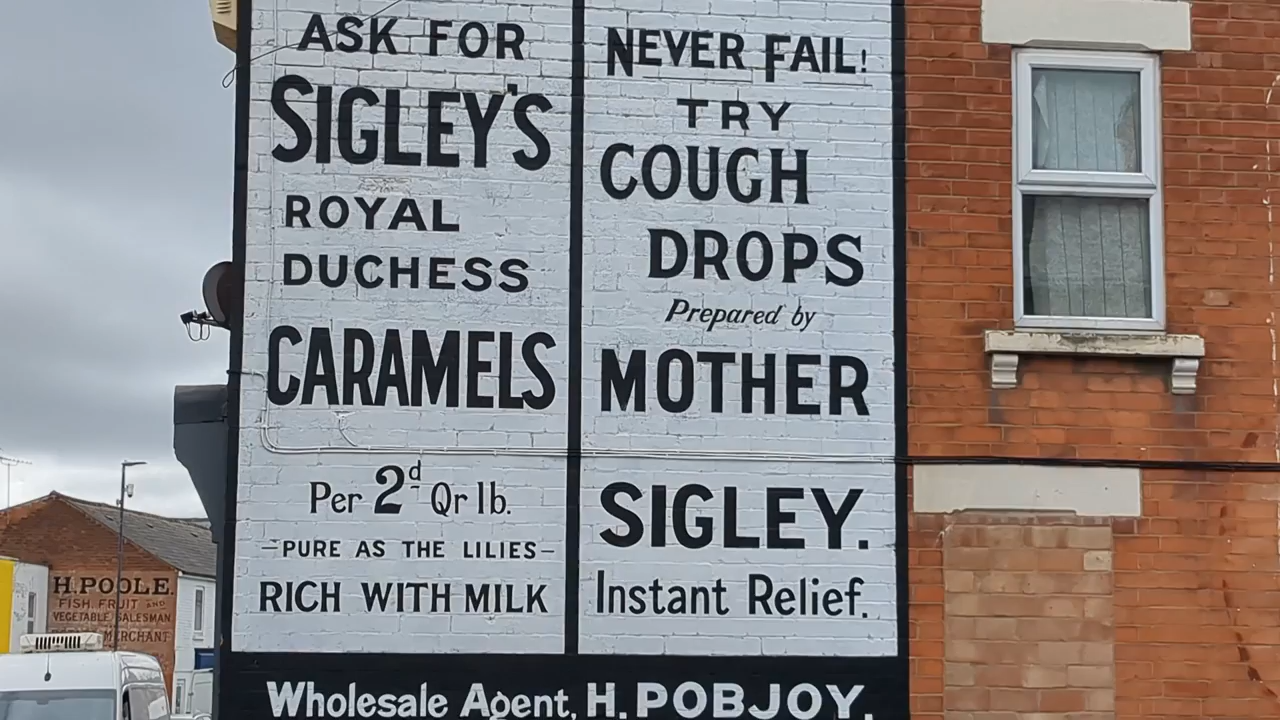 ASK FOR
SIGLEY'S
ROYAL
DUCHESS
CARAMELS
Per 2d Qr lb.
-PURE AS THE LILIES-
RICH WITH MILK
NEVER FAIL!
TRY
COUGH
DROPS
Prepared by
MOTHER
SIGLEY.
Instant Relief.
Wholesale Agent, H. POBJOY.
H. POOLE.
FISH, FRUIT AND
VEGETABLE SALESMAN
MERCHANT